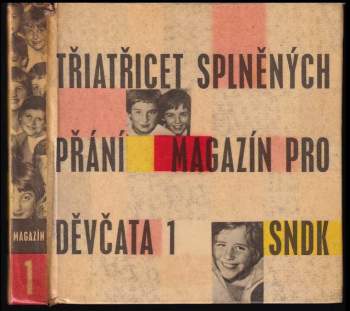 TŘIATŘICET SPLNĚNÝCH
PŘÁNÍ MAGAZÍN PRO
DĚVČATA 1 SNDK
MAGAZÍN
1